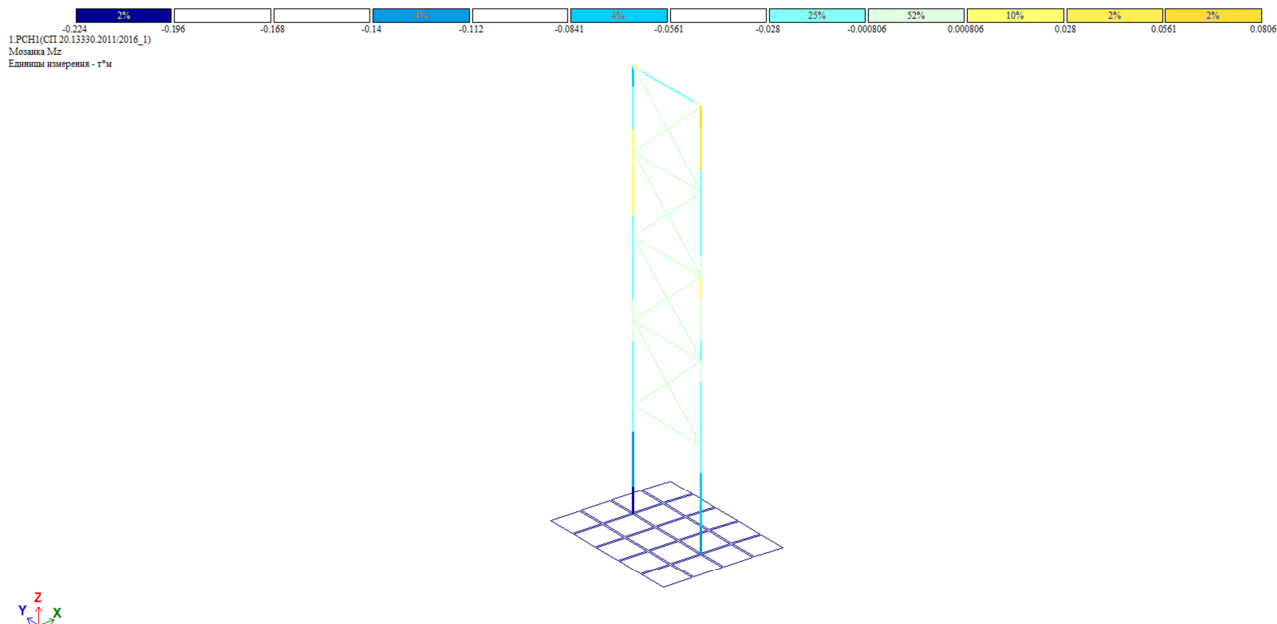 2% 4% 4% 25% 52% 10% 2% 2%
-0.224 -0.196 -0.168 -0.14 -0.112 -0.0841 -0.0561 -0.028 -0.000806 0.000806 0.028 0.0561 0.0806
1.РСН1(СП 20.13330.2011/2016_1)
Мозаика Mz
Единицы измерения - т*м
Z
Y X